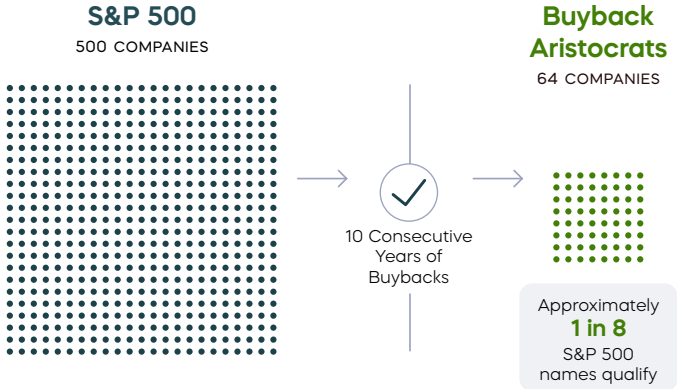 S&P 500
500 COMPANIES
Buyback
Aristocrats
64 COMPANIES
10 Consecutive
Years of
Buybacks
Approximately
1 in 8
S&P 500
names qualify